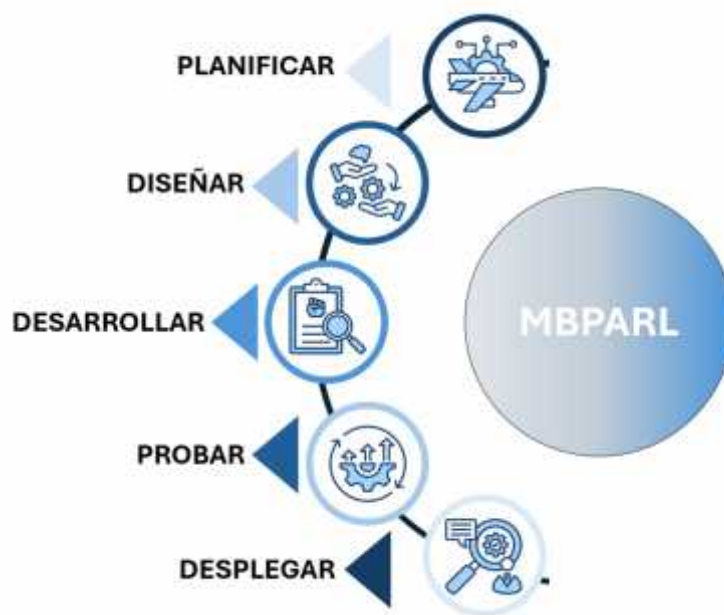 PLANIFICAR
DISEÑAR
DESARROLLAR
MBPARL
PROBAR
DESPLEGAR